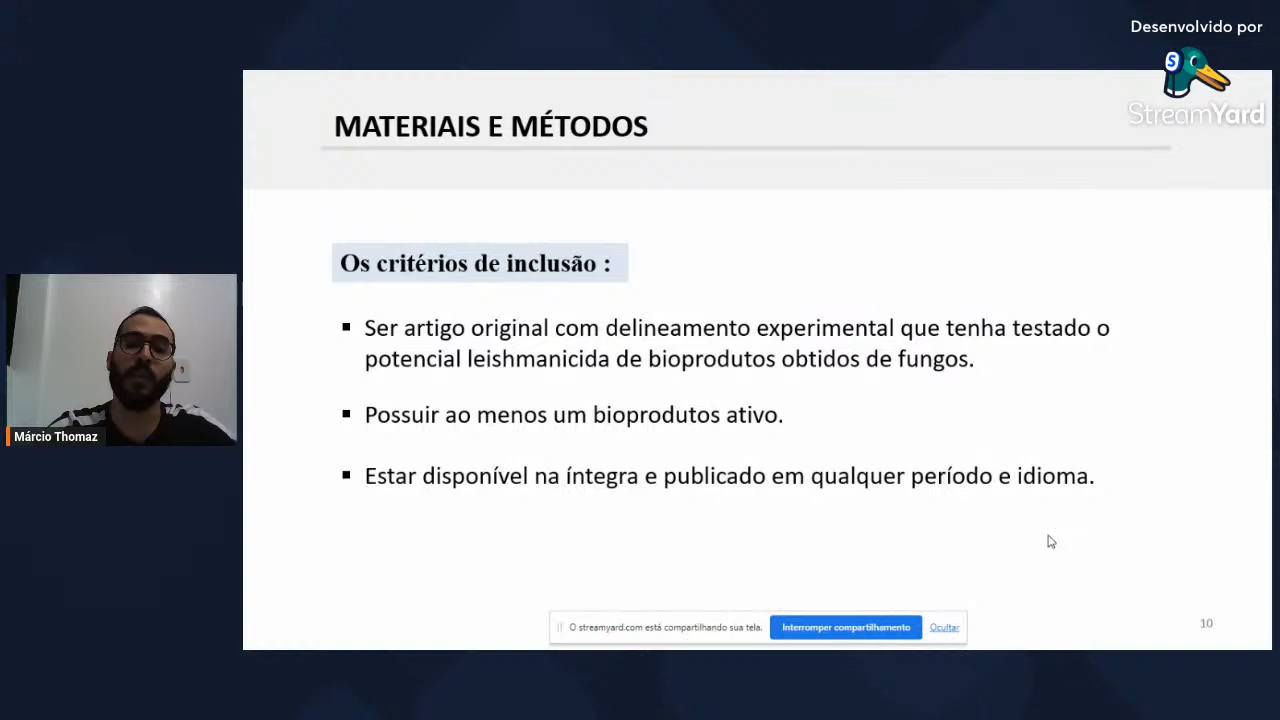 Desenvolvido por
StreamYard
MATERIAIS E MÉTODOS
Os critérios de inclusão :
▪ Ser artigo original com delineamento experimental que tenha testado o
potencial leishmanicida de bioprodutos obtidos de fungos.
▪ Possuir ao menos um bioprodutos ativo.
▪ Estar disponível na íntegra e publicado em qualquer período e idioma.
Márcio Thomaz
O streamyard.com está compartilhando sua tela. Interromper compartilhamento Ocultar
10